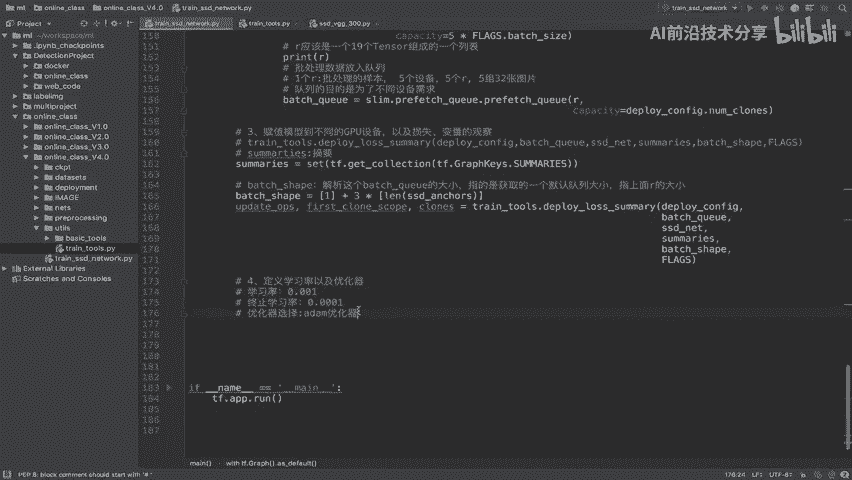 train_ssd_network.py
ml online_class online_class_V4.0 train_ssd_network.py
train_ssd_network
Project
train_ssd_network.py
train_tools.py
ssd_vgg_300.py
AI前沿技术分享 bilibili
ml ~/workspace/ml
.ipynb_checkpoints
DetectionProject
docker
online_class
web_code
labelimg
multiproject
online_class
online_class_V1.0
online_class_V2.0
online_class_V3.0
online_class_V4.0
ckpt
datasets
deployment
IMAGE
nets
preprocessing
utils
basic_tools
train_tools.py
train_ssd_network.py
External Libraries
Scratches and Consoles
150 capacity=5 * FLAGS.batch_size)
151 # r应该是一个19个Tensor组成的一个列表
152 print(r)
153 # 批处理数据放入队列
154 # 1个r:批处理的样本， 5个设备，5个r, 5组32张图片
155 # 队列的目的是为了不同设备需求
156 batch_queue = slim.prefetch_queue.prefetch_queue(r,
157 capacity=deploy_config.num_clones)
158
159 # 3、赋值模型到不同的GPU设备，以及损失、变量的观察
160 # train_tools.deploy_loss_summary(deploy_config,batch_queue,ssd_net,summaries,batch_shape,FLAGS)
161 # summarties:摘要
162 summaries = set(tf.get_collection(tf.GraphKeys.SUMMARIES))
163
164 # batch_shape：解析这个batch_queue的大小，指的是获取的一个默认队列大小，指上面r的大小
165 batch_shape = [1] + 3 * [len(ssd_anchors)]
166 update_ops, first_clone_scope, clones = train_tools.deploy_loss_summary(deploy_config,
167 batch_queue,
168 ssd_net,
169 summaries,
170 batch_shape,
171 FLAGS)
172
173 # 4、定义学习率以及优化器
174 # 学习率：0.001
175 # 终止学习率：0.0001
176 # 优化器选择:adam优化器
177
178
179
180
181
182
183 if __name__ == '__main__':
184 tf.app.run()
185
186
187
main() with tf.Graph().as_default()
PEP 8: block comment should start with '# '
176:24 LF: UTF-8: